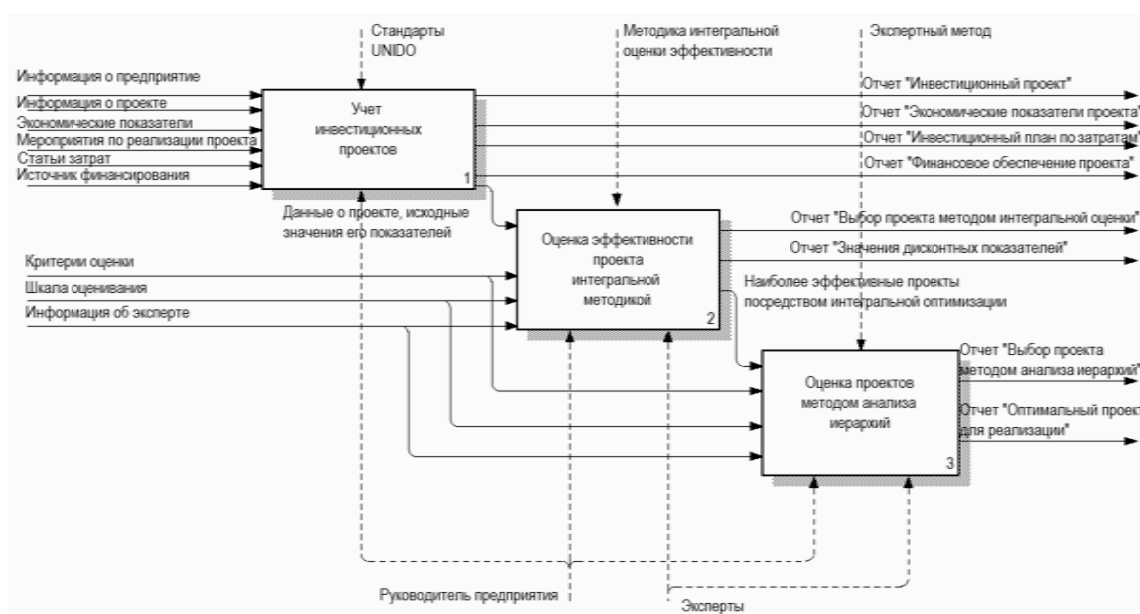 Стандарты
UNIDO
Методика интегральной
оценки эффективности
Экспертный метод
Информация о предприятие
Информация о проекте
Экономические показатели
Мероприятия по реализации проекта
Статьи затрат
Источник финансирования
Учет
инвестиционных
проектов
1
Отчет "Инвестиционный проект"
Отчет "Экономические показатели проекта"
Отчет "Инвестиционный план по затратам"
Отчет "Финансовое обеспечение проекта"
Данные о проекте, исходные
значения его показателей
Оценка эффективности
проекта
интегральной
методикой
2
Отчет "Выбор проекта методом интегральной оценки"
Отчет "Значения дисконтных показателей"
Критерии оценки
Шкала оценивания
Информация об эксперте
Наиболее эффективные проекты
посредством интегральной оптимизации
Оценка проектов
методом анализа
иерархий
3
Отчет "Выбор проекта
методом анализа иерархий"
Отчет "Оптимальный проект
для реализации"
Руководитель предприятия
Эксперты